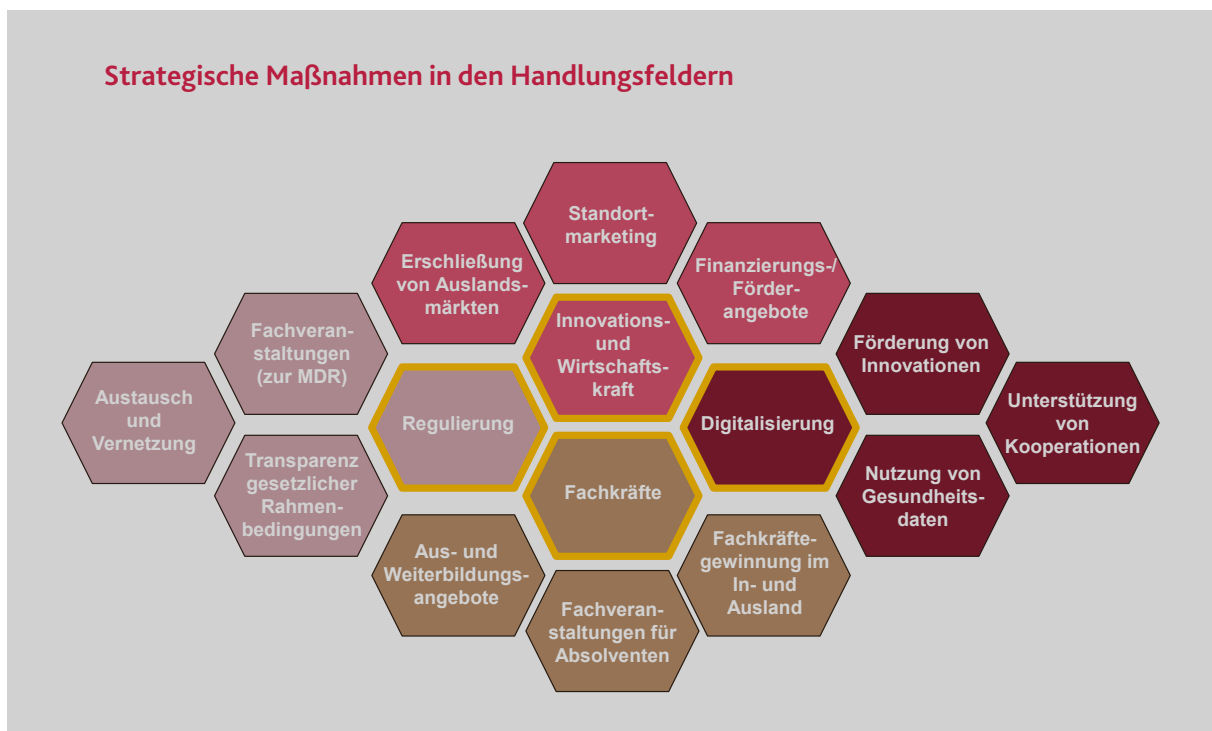 Strategische Maßnahmen in den Handlungsfeldern
Standort-
marketing
Erschließung
von Auslands-
märkten
Finanzierungs-/
Förder-
angebote
Innovations-
und
Wirtschafts-
kraft
Fachveran-
staltungen
(zur MDR)
Förderung von
Innovationen
Austausch
und
Vernetzung
Regulierung
Digitalisierung
Unterstützung
von
Kooperationen
Transparenz
gesetzlicher
Rahmen-
bedingungen
Fachkräfte
Nutzung von
Gesundheits-
daten
Aus- und
Weiterbildungs-
angebote
Fachveran-
staltungen für
Absolventen
Fachkräfte-
gewinnung im
In- und
Ausland